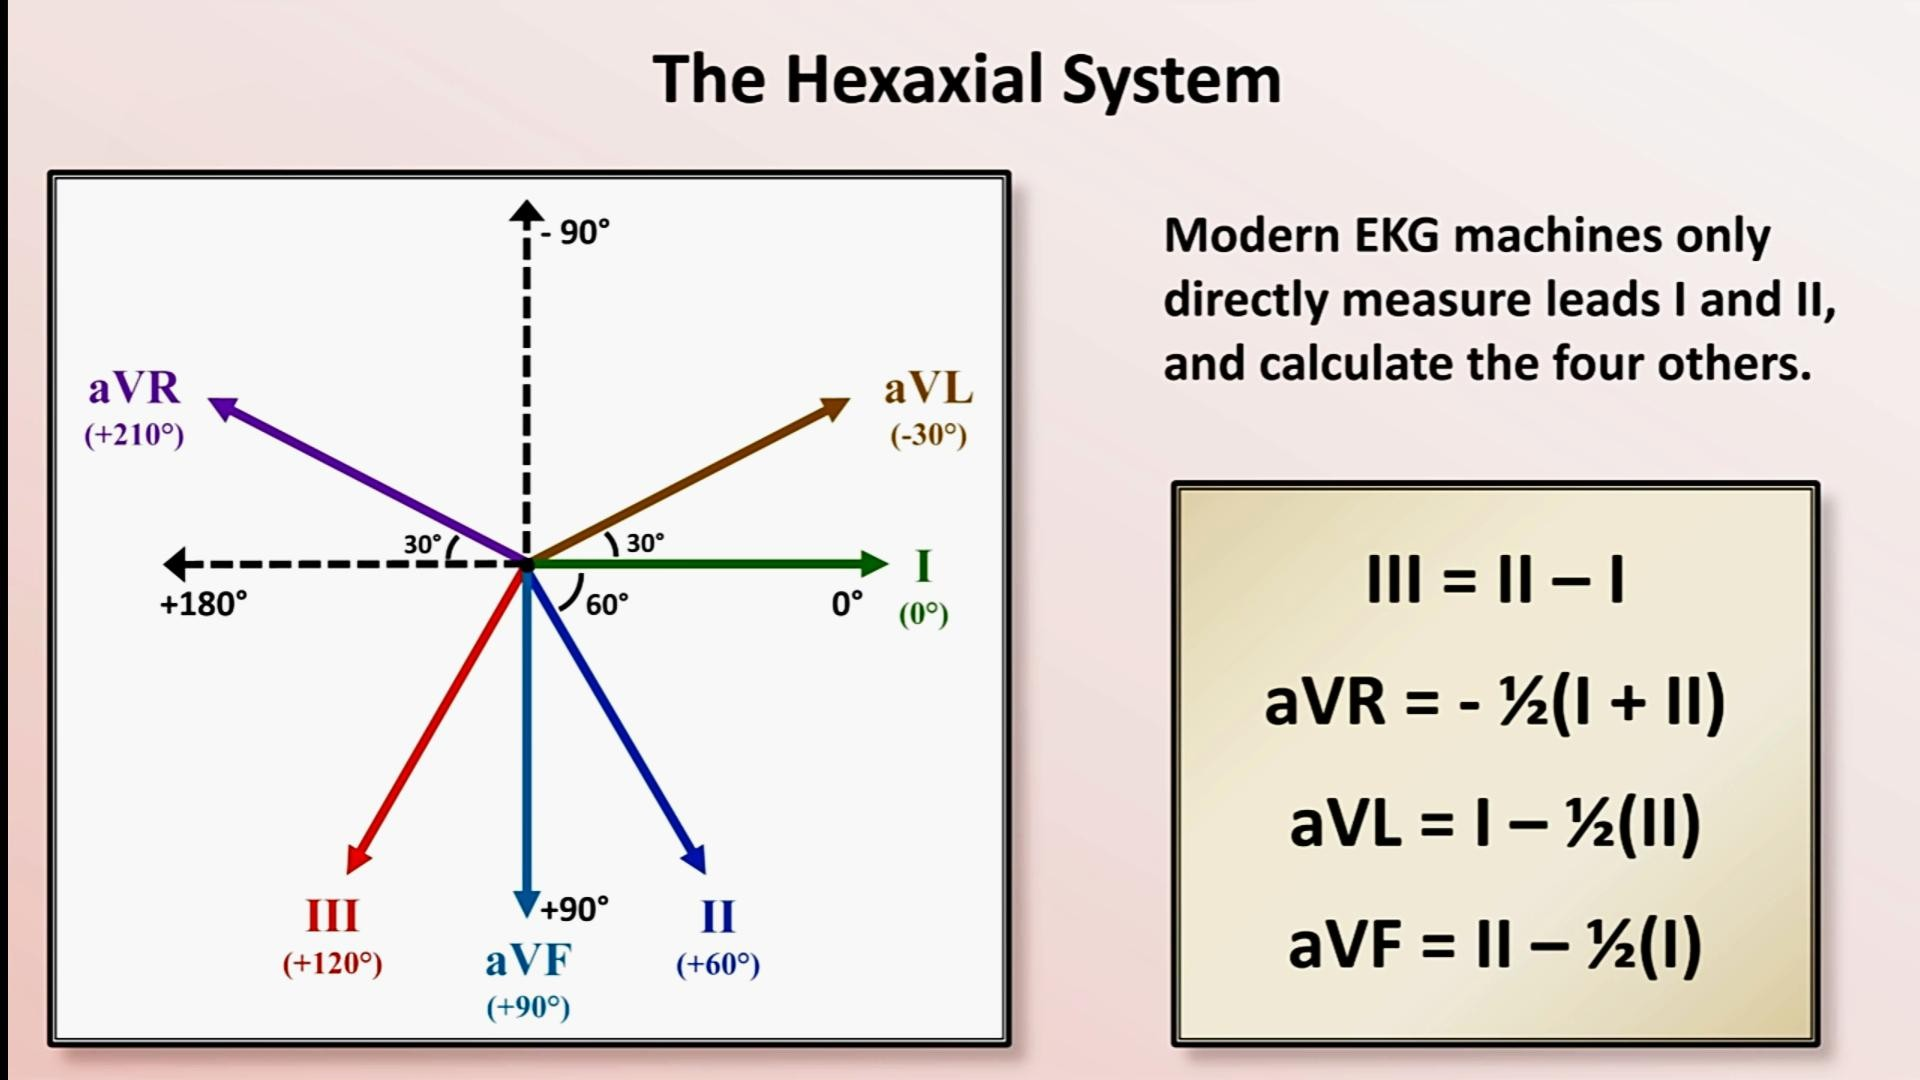 The Hexaxial System
- 90°
aVR
(+210°)
aVL
(-30°)
30°
30°
+180°
60°
0°
I
(0°)
III
(+120°)
+90°
aVF
(+90°)
II
(+60°)
Modern EKG machines only
directly measure leads I and II,
and calculate the four others.
III = II – I
aVR = - ½(I + II)
aVL = I – ½(II)
aVF = II – ½(I)